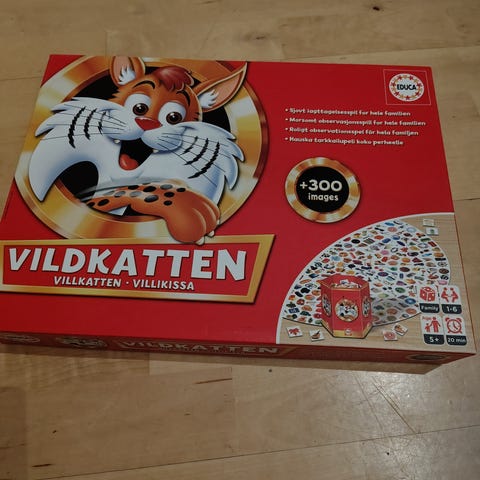 EDUCA
• Sjovt iagttagelsesspil for hele familien
• Morsomt observasjonsspill for hele familien
• Roligt observationsspel för hela familjen
• Hauska tarkkailupeli koko perheelle
+300
images
VILDKATTEN
VILLKATTEN · VILLIKISSA
Family
1-6
Age
5+
20 min
VILDKATTEN